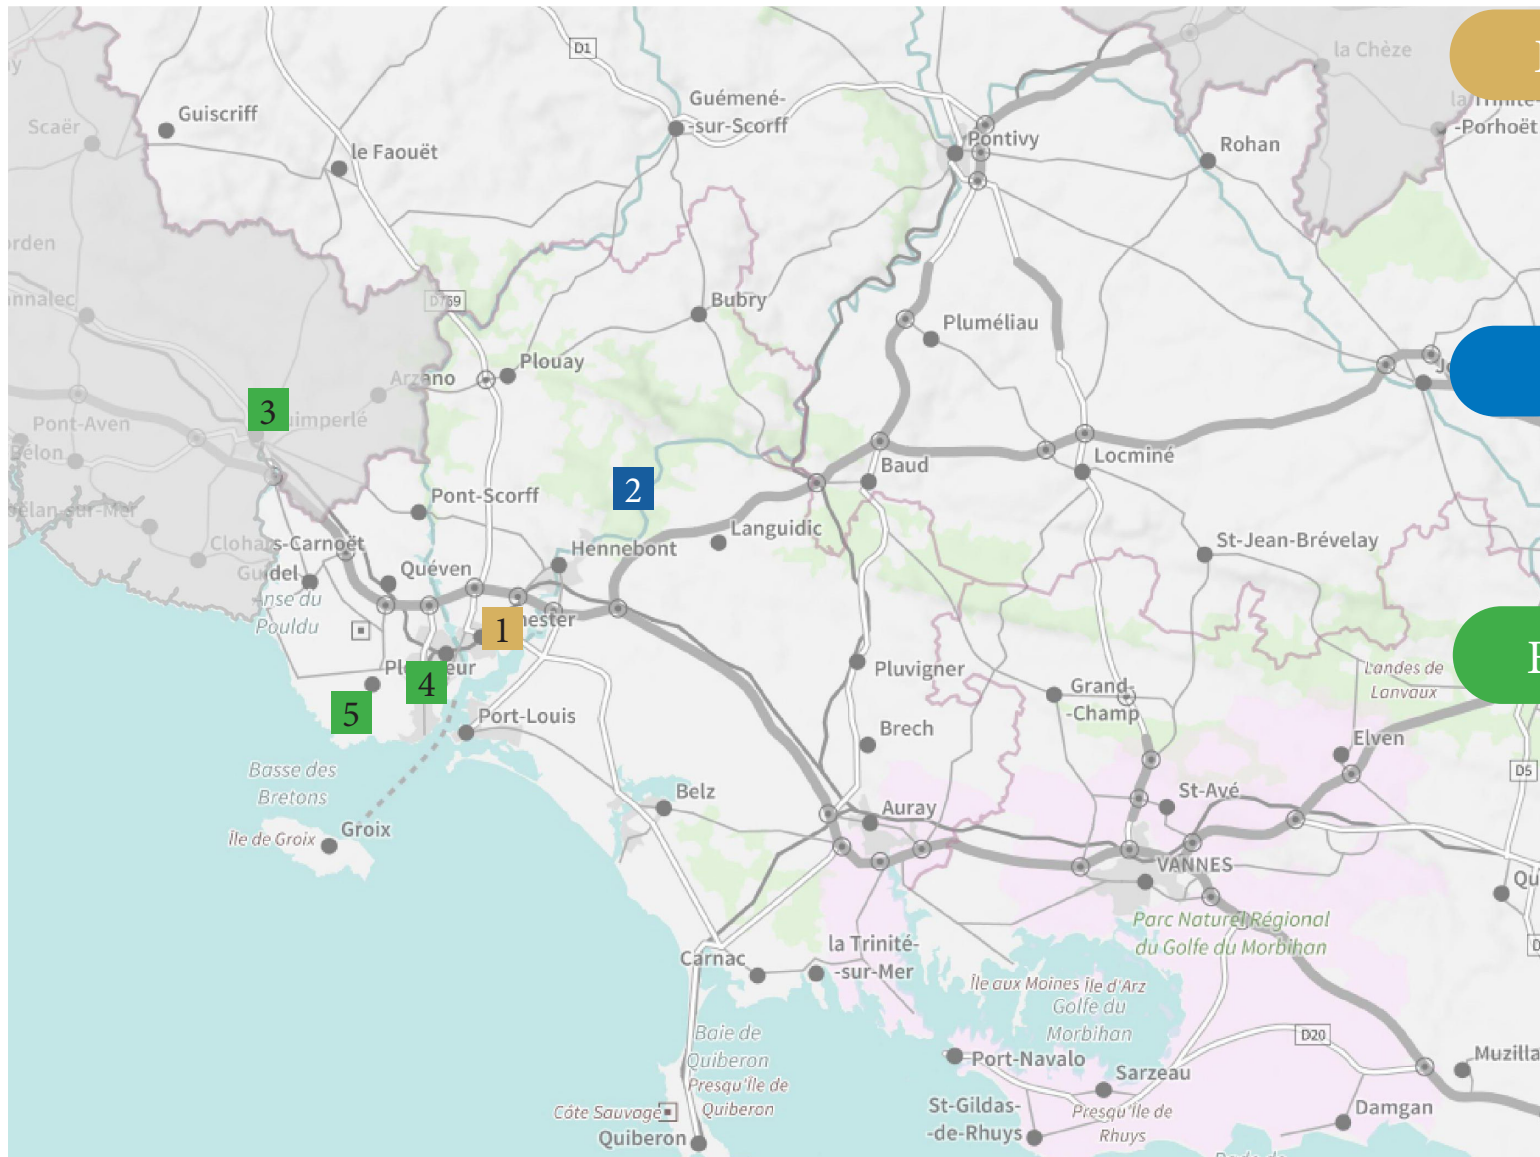 D1
la Chèze
Guiscriff
Guémené-
-sur-Scorff
la Trinité-
-Porhoët
Scaër
le Faouët
Pontivy
Rohan
D769
Bubry
Pluméliau
Plouay
Arzano
3
Pont-Aven
Bélon
Baud
Locminé
2
Pont-Scorff
Languidic
Hennebont
St-Jean-Brévelay
Clohars-Carnoët
Guidel
Quéven
Pouldu
1
4
5
Port-Louis
Pluvigner
Grand-
-Champ
Landes de
Lanvaux
Brech
Elven
Basse des
Bretons
D5
Belz
St-Avé
Auray
Groix
Île de Groix
VANNES
Parc Naturel Régional
du Golfe du Morbihan
la Trinité-
-sur-Mer
Carnac
Île aux Moines
Île d'Arz
Golfe du
Morbihan
Baie de
Quiberon
D20
Port-Navalo
Muzilla
Sarzeau
Presqu'Île de
Quiberon
Côte Sauvage
St-Gildas-
-de-Rhuys
Presqu'Île de
Rhuys
Damgan
Quiberon